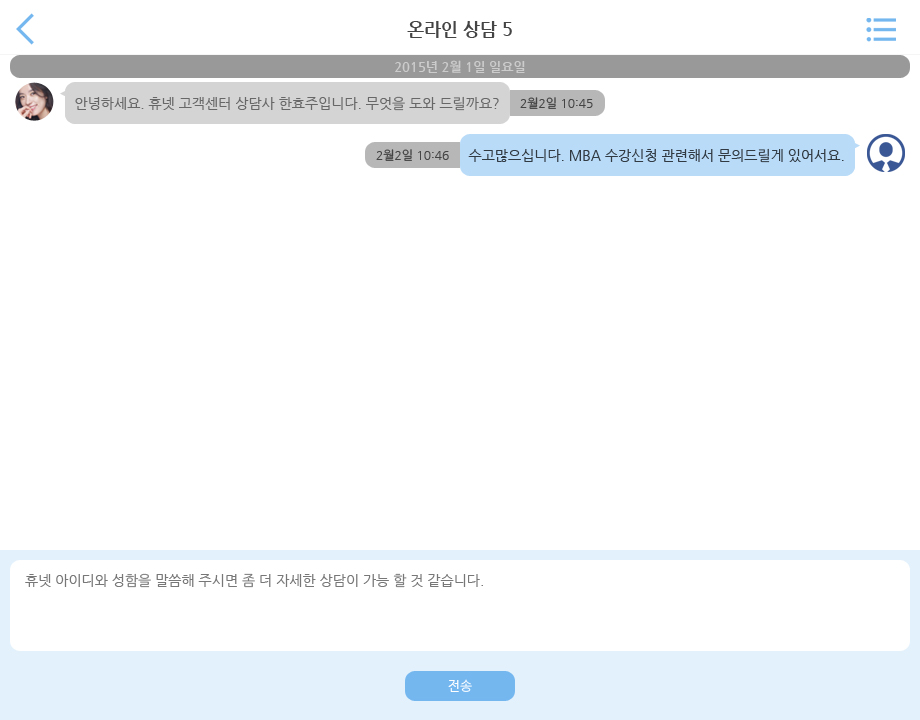 온라인 상담 5
2015년 2월 1일 일요일
안녕하세요. 휴넷 고객센터 상담사 한효주입니다. 무엇을 도와 드릴까요? 2월2일 10:45
2월2일 10:46 수고많으십니다. MBA 수강신청 관련해서 문의드릴게 있어서요.
휴넷 아이디와 성함을 말씀해 주시면 좀 더 자세한 상담이 가능 할 것 같습니다.
전송